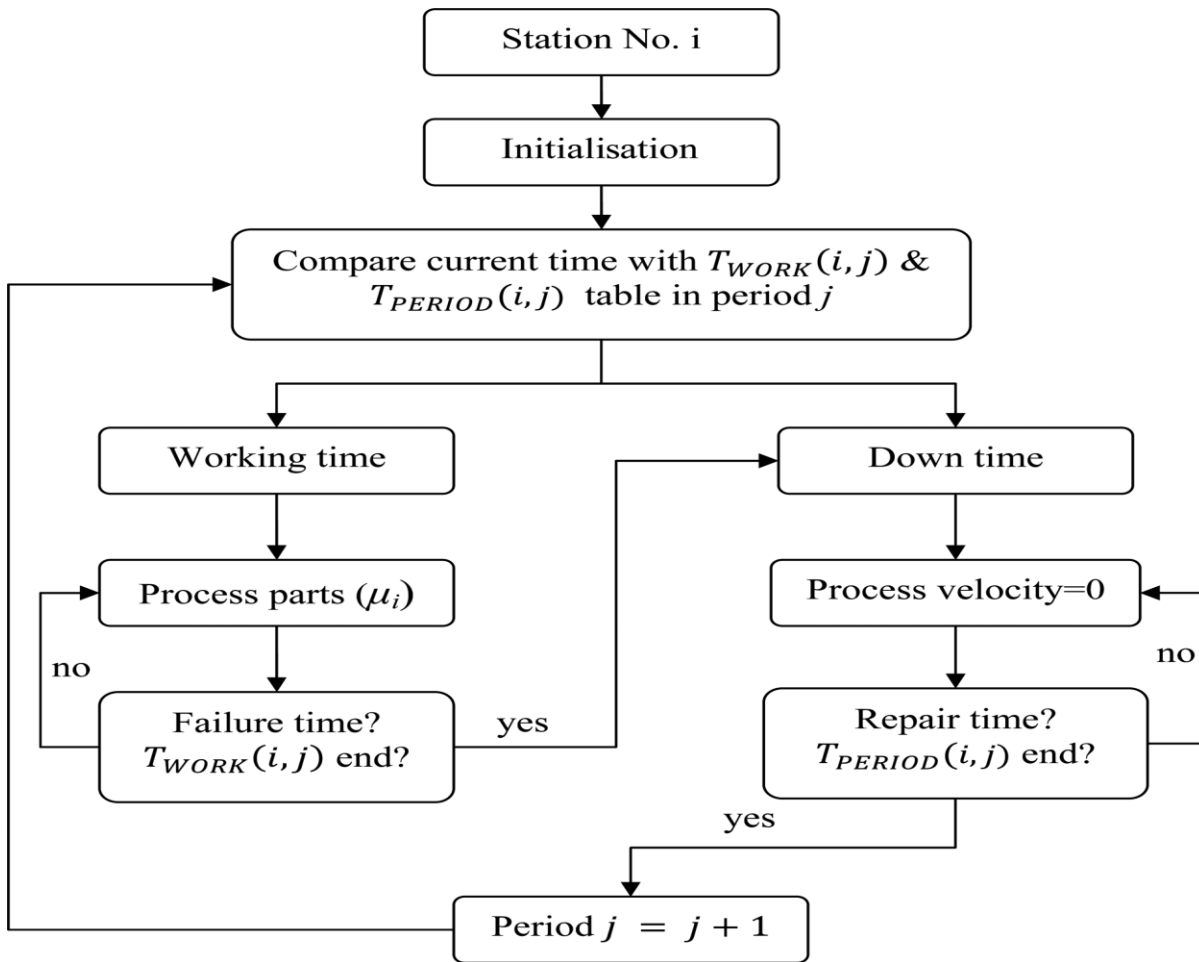 Station No. i
Initialisation
Compare current time with T_WORK(i, j) &
T_PERIOD(i, j) table in period j
Working time
Down time
Process parts (μ_i)
Process velocity=0
no
no
Failure time?
T_WORK(i, j) end?
yes
Repair time?
T_PERIOD(i, j) end?
yes
Period j = j + 1